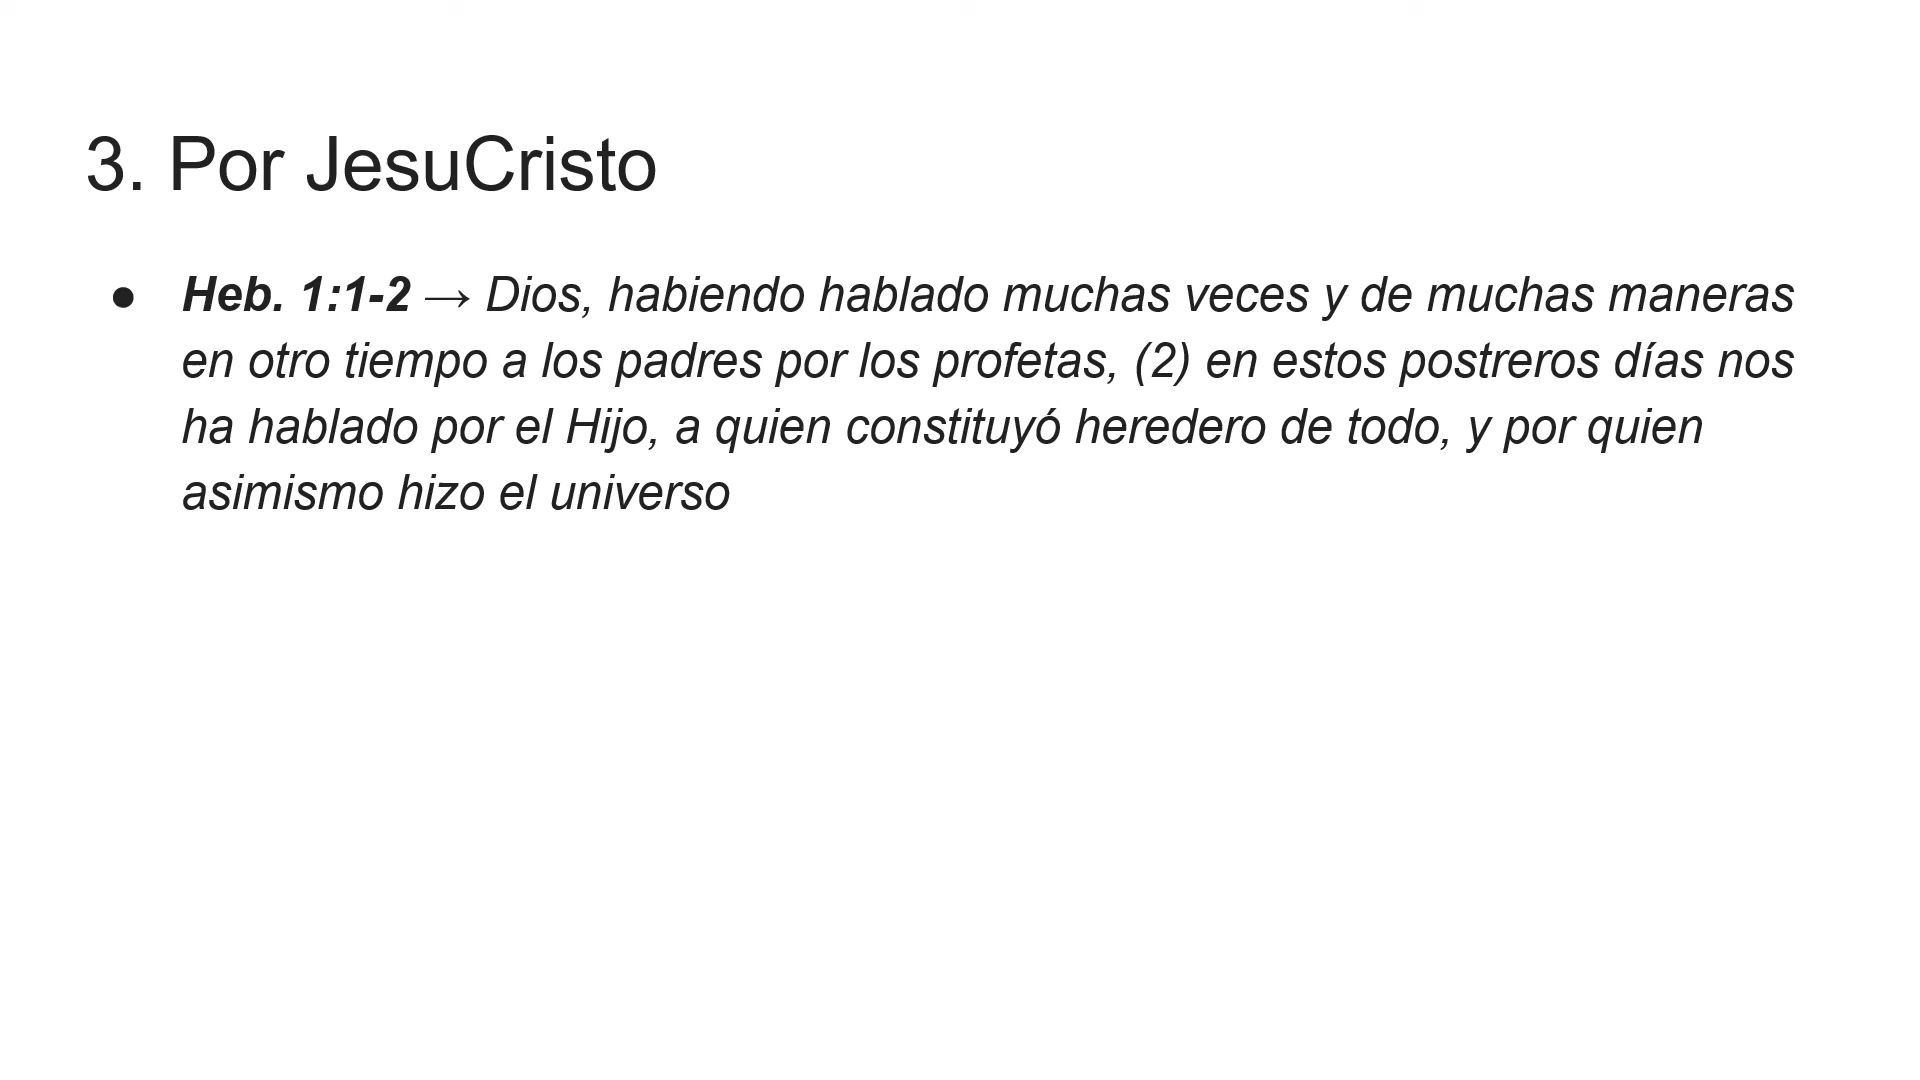 3. Por JesuCristo
● Heb. 1:1-2 → Dios, habiendo hablado muchas veces y de muchas maneras
en otro tiempo a los padres por los profetas, (2) en estos postreros días nos
ha hablado por el Hijo, a quien constituyó heredero de todo, y por quien
asimismo hizo el universo